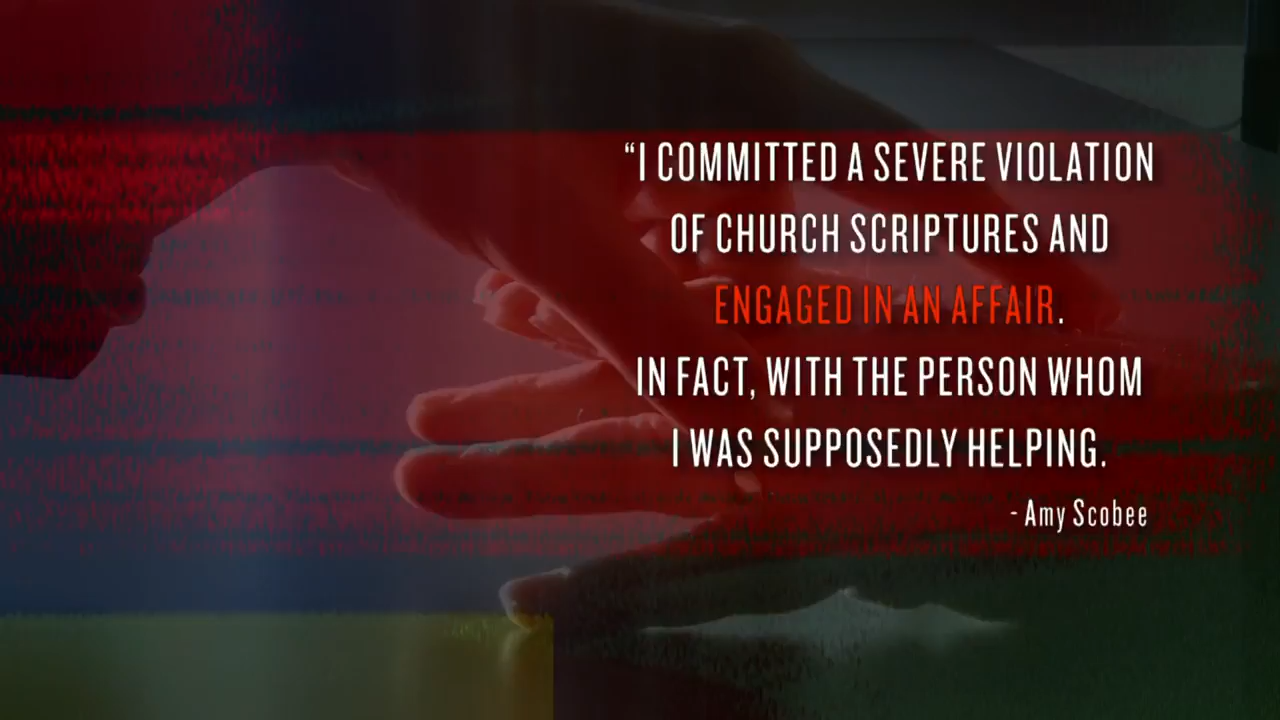 “I COMMITTED A SEVERE VIOLATION
OF CHURCH SCRIPTURES AND
ENGAGED IN AN AFFAIR.
IN FACT, WITH THE PERSON WHOM
I WAS SUPPOSEDLY HELPING.
- Amy Scobee